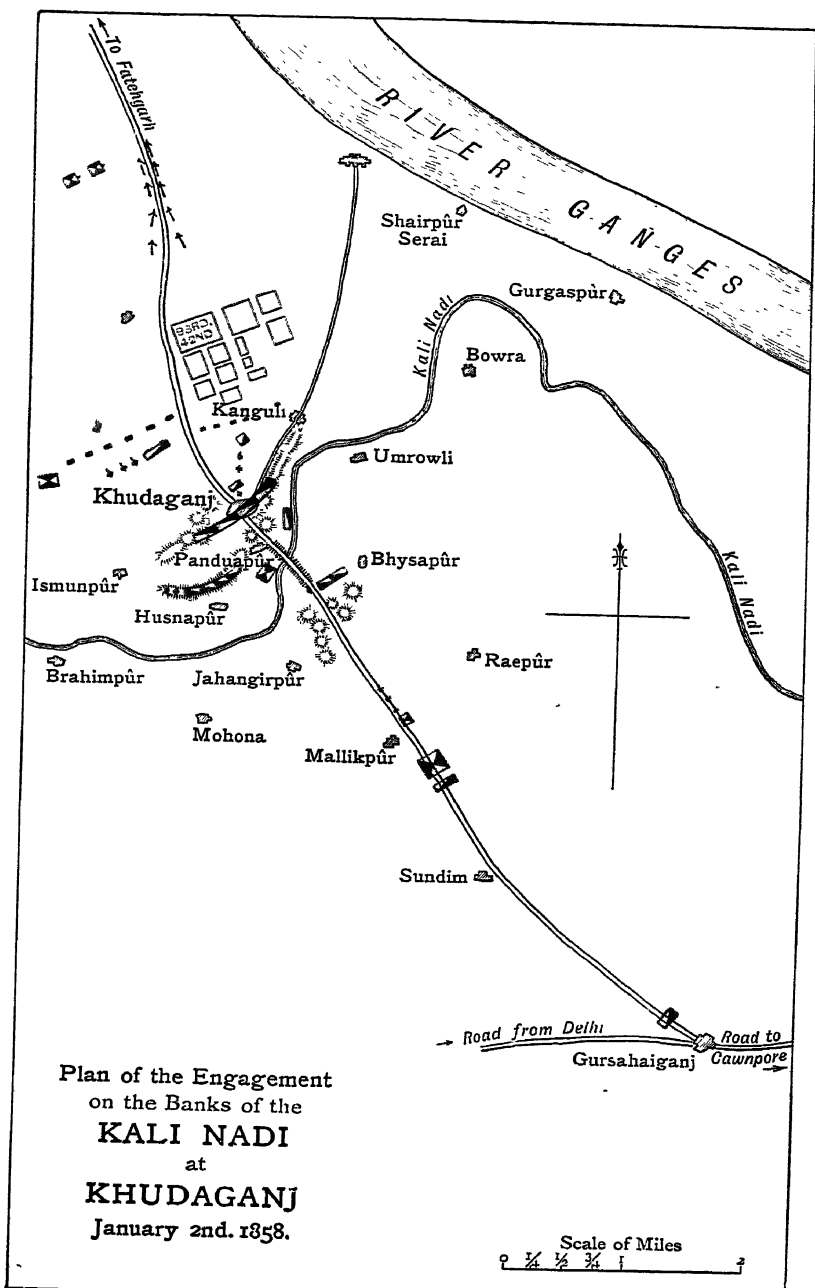 ←To Fatehgarh
RIVER GANGES
Shairpûr
Serai
Gurgaspûr
Kali Nadi
93RD.
42ND
Bowra
Kanguli
Umrowli
Khudaganj
Panduapûr
Bhysapûr
Kali Nadi
Ismunpûr
Husnapûr
Brahimpûr
Jahangirpûr
Raepûr
Mohona
Mallikpûr
Sundim
→ Road from Delhi
Road to
Gursahaiganj
Cawnpore
→
Plan of the Engagement
on the Banks of the
KALI NADI
at
KHUDAGANJ
January 2nd. 1858.
Scale of Miles
0 1/4 1/2 3/4 1 2